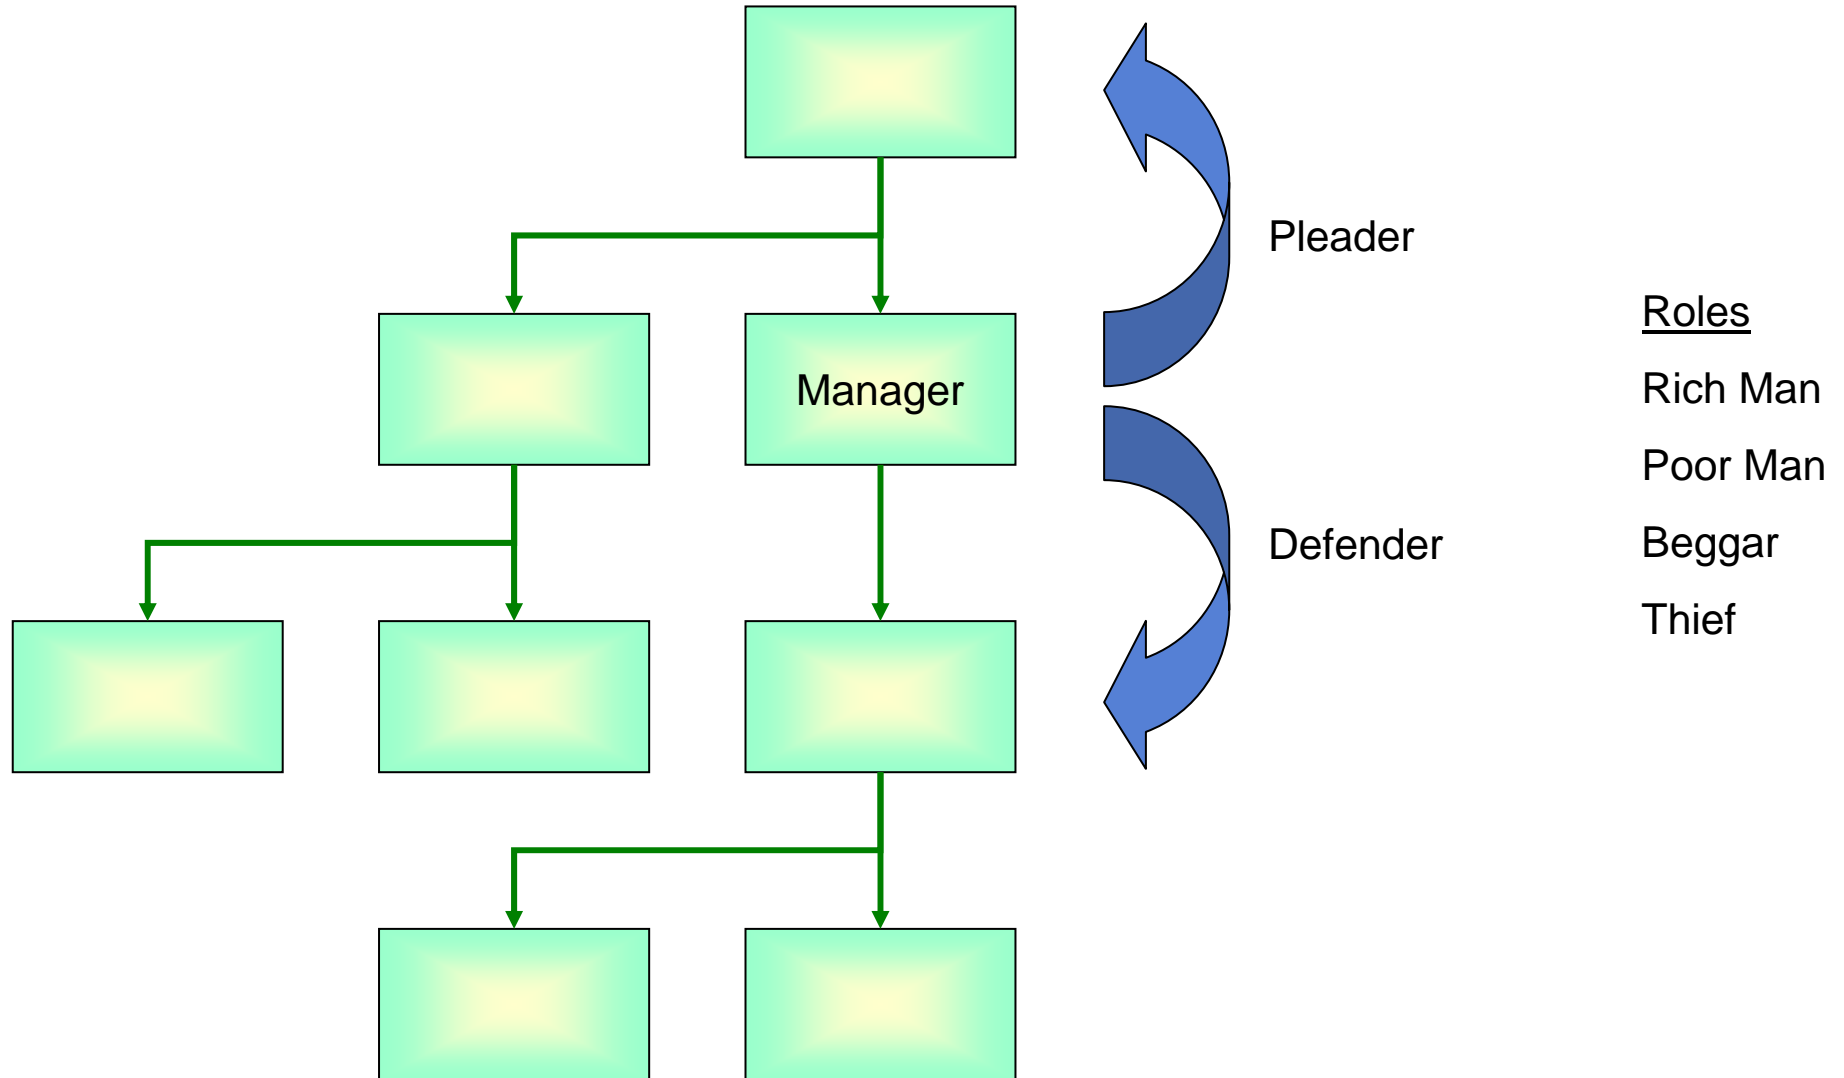 Pleader
Roles
Manager
Rich Man
Poor Man
Defender
Beggar
Thief